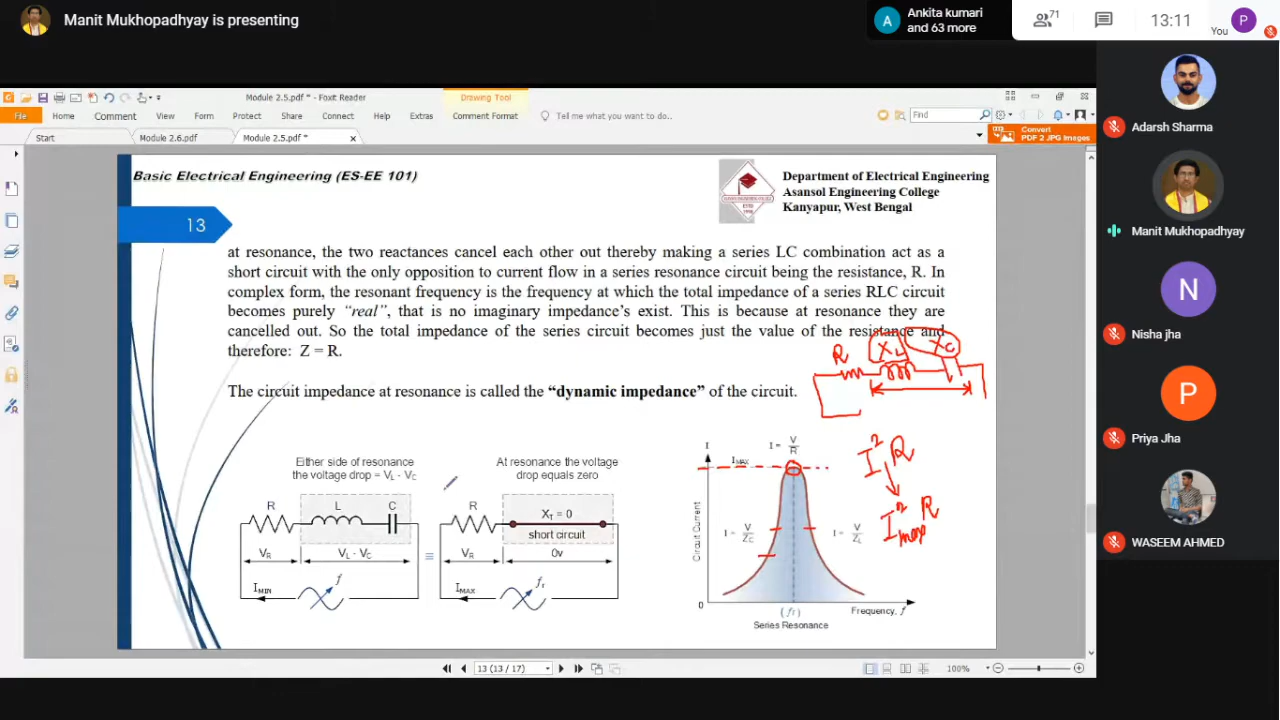 Manit Mukhopadhyay is presenting
A
Ankita kumari
and 63 more
71
13:11
You
P
Module 2.5.pdf * - Foxit Reader
Drawing Tool
File
Home
Comment
View
Form
Protect
Share
Connect
Help
Extras
Comment Format
Tell me what you want to do..
Find
Start
Module 2.6.pdf
Module 2.5.pdf *
Convert
PDF 2 JPG Images
Basic Electrical Engineering (ES-EE 101)
Department of Electrical Engineering
Asansol Engineering College
Kanyapur, West Bengal
13
at resonance, the two reactances cancel each other out thereby making a series LC combination act as a
short circuit with the only opposition to current flow in a series resonance circuit being the resistance, R. In
complex form, the resonant frequency is the frequency at which the total impedance of a series RLC circuit
becomes purely “real”, that is no imaginary impedance’s exist. This is because at resonance they are
cancelled out. So the total impedance of the series circuit becomes just the value of the resistance and
therefore: Z = R.
R
XL
XC
The circuit impedance at resonance is called the “dynamic impedance” of the circuit.
Either side of resonance
the voltage drop = VL - VC
R
L
C
VR
VL - VC
IMIN
f
≡
At resonance the voltage
drop equals zero
R
XT = 0
short circuit
VR
0v
IMAX
fr
I
I = V/R
IMAX
Circuit Current
I = V/ZC
I = V/ZL
0
(fr)
Frequency, f
Series Resonance
I²R
I²max R
13 (13 / 17)
100%
Adarsh Sharma
Manit Mukhopadhyay
N
Nisha jha
P
Priya Jha
WASEEM AHMED